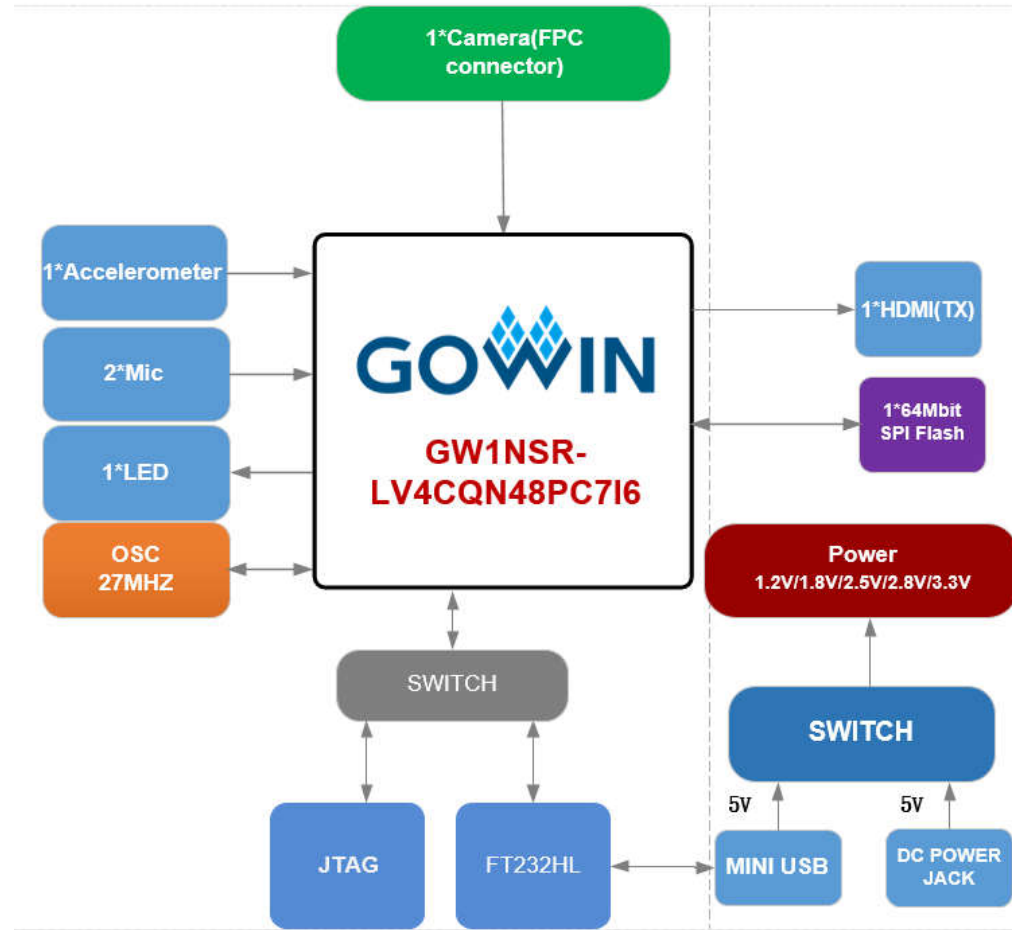 1*Camera(FPC
connector)
1*Accelerometer
2*Mic
1*LED
OSC
27MHZ
GOWIN
GW1NSR-
LV4CQN48PC7I6
1*HDMI(TX)
1*64Mbit
SPI Flash
Power
1.2V/1.8V/2.5V/2.8V/3.3V
SWITCH
SWITCH
5V
5V
JTAG
FT232HL
MINI USB
DC POWER
JACK